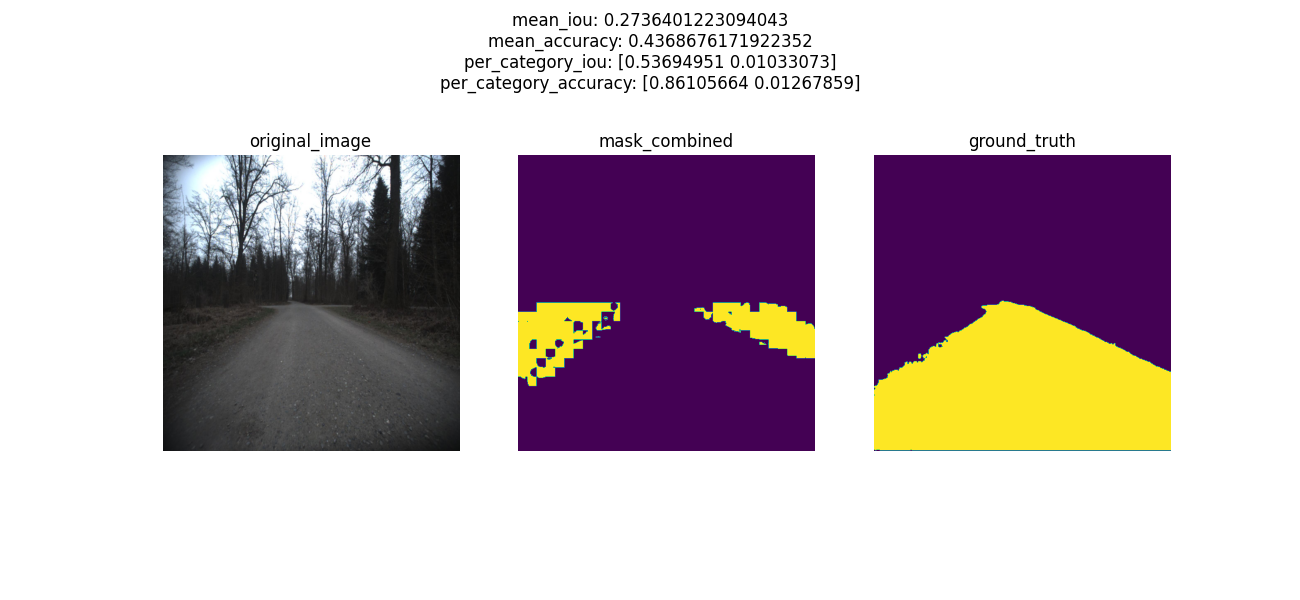 mean_iou: 0.2736401223094043
mean_accuracy: 0.4368676171922352
per_category_iou: [0.53694951 0.01033073]
per_category_accuracy: [0.86105664 0.01267859]
original_image
mask_combined
ground_truth